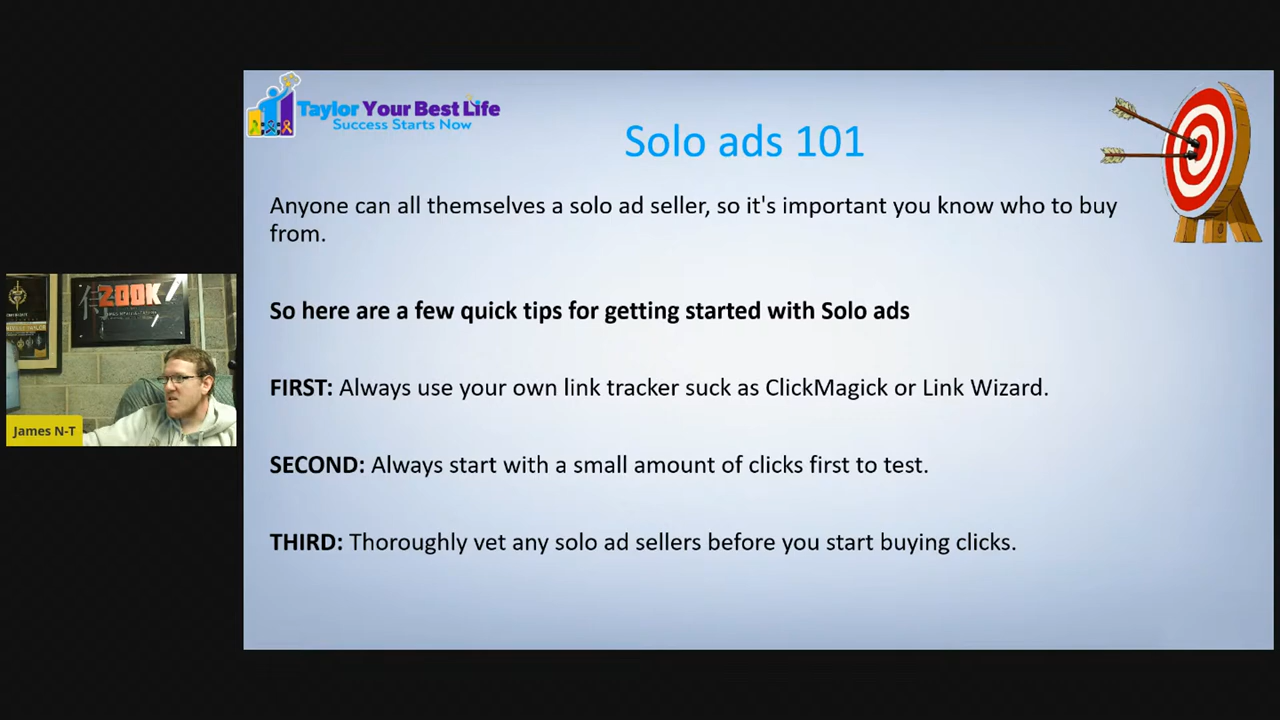 Taylor Your Best Life
Success Starts Now
Solo ads 101
Anyone can all themselves a solo ad seller, so it's important you know who to buy
from.
So here are a few quick tips for getting started with Solo ads
FIRST: Always use your own link tracker suck as ClickMagick or Link Wizard.
SECOND: Always start with a small amount of clicks first to test.
THIRD: Thoroughly vet any solo ad sellers before you start buying clicks.
200K
James N-T